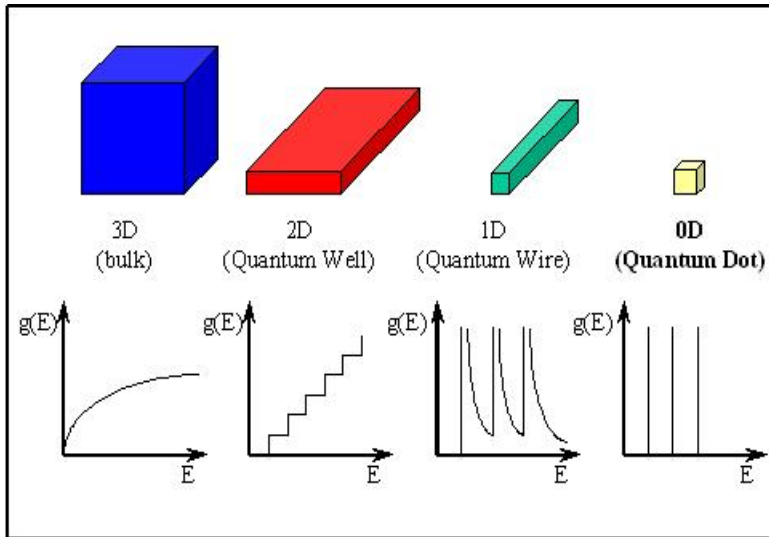 3D
(bulk)
2D
(Quantum Well)
1D
(Quantum Wire)
0D
(Quantum Dot)
g(E)
E
g(E)
E
g(E)
E
g(E)
E